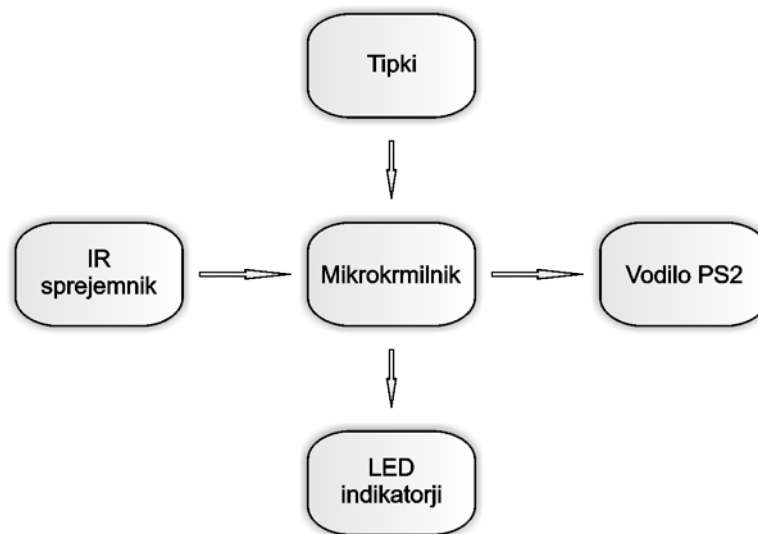 Tipki
IR
sprejemnik
Mikrokrmilnik
Vodilo PS2
LED
indikatorji